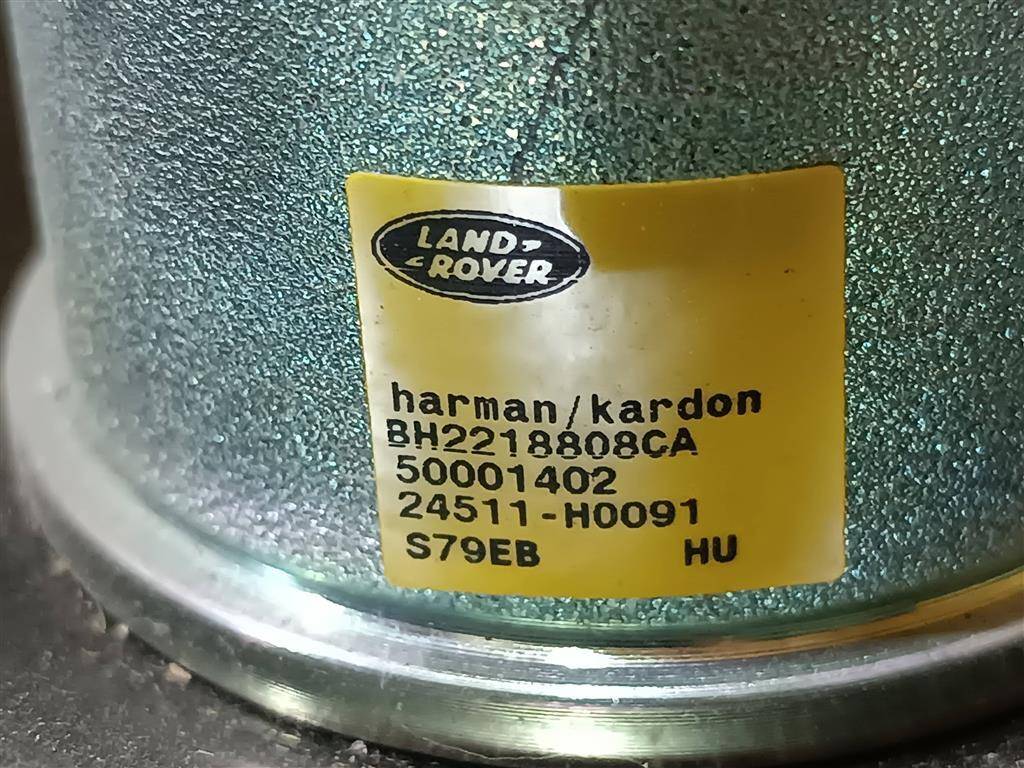 LAND
ROVER
harman/kardon
BH2218808CA
50001402
24511-H0091
S79EB HU